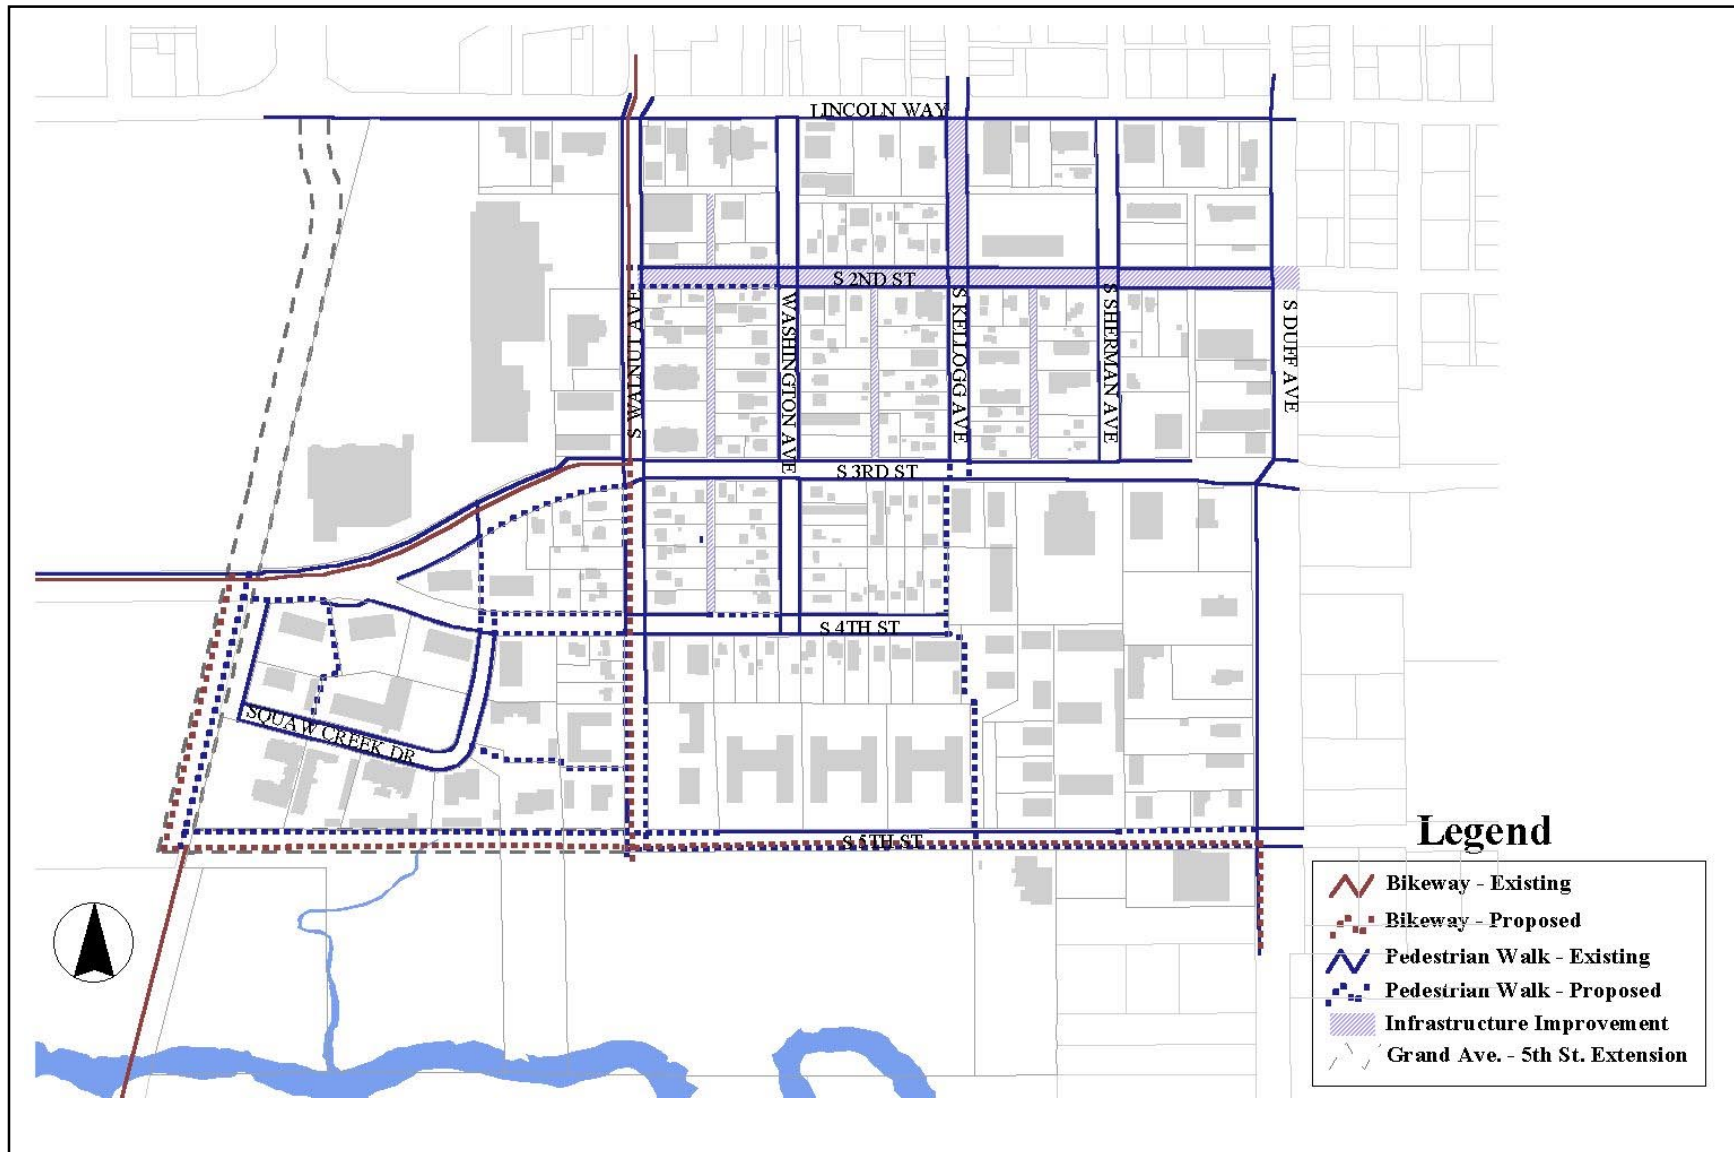 LINCOLN WAY
S 2ND ST
S WALNUT AVE
WASHINGTON AVE
S KELLOGG AVE
S SHERMAN AVE
S DUFF AVE
S 3RD ST
S 4TH ST
SQUAW CREEK DR
S 5TH ST
Legend
Bikeway - Existing
Bikeway - Proposed
Pedestrian Walk - Existing
Pedestrian Walk - Proposed
Infrastructure Improvement
Grand Ave. - 5th St. Extension